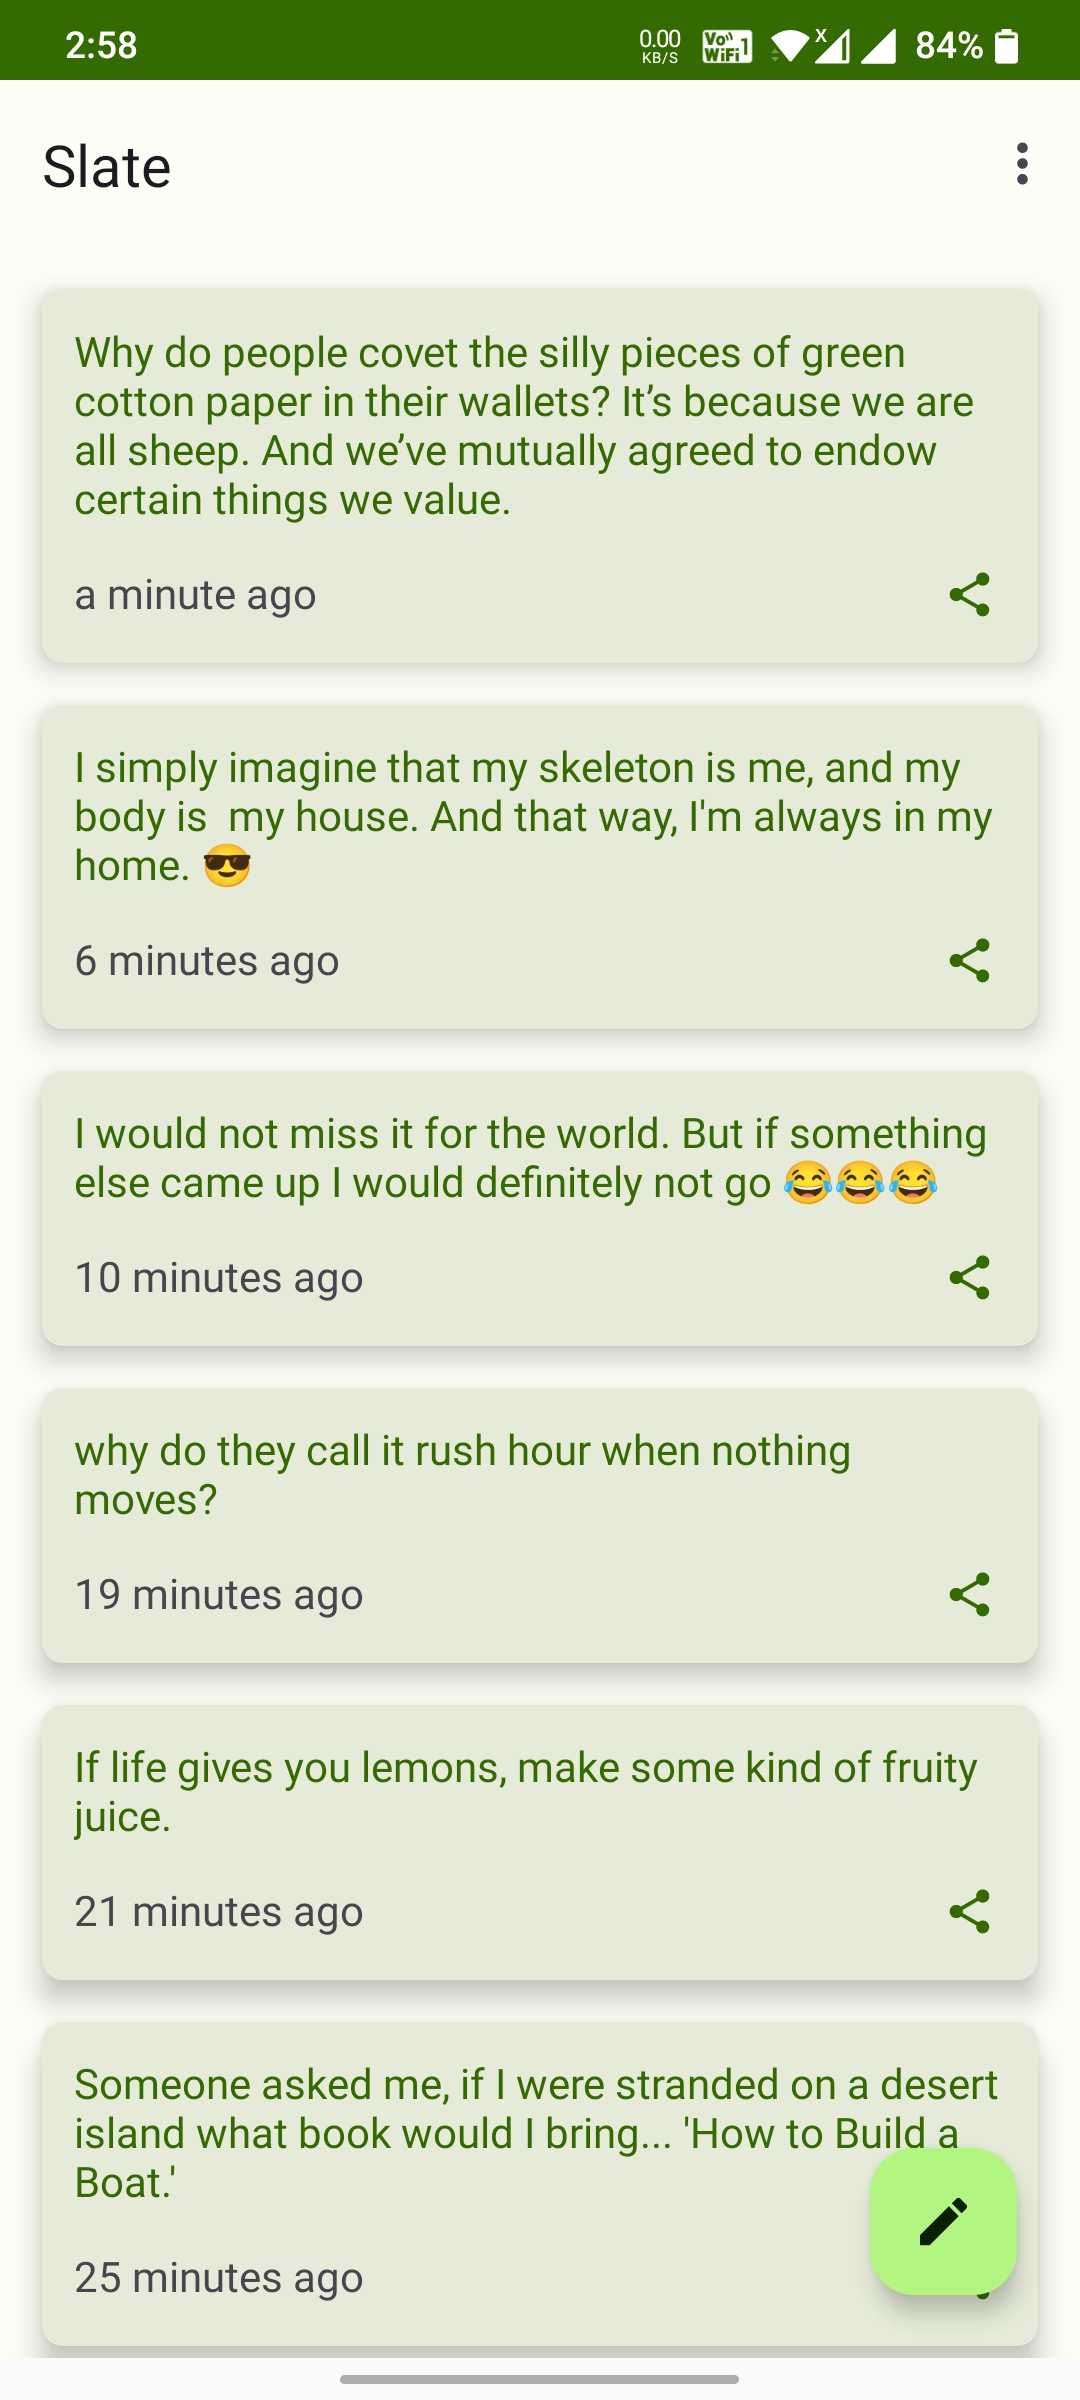 2:58
0.00
KB/S
Vo
WiFi
1
X
84%
Slate
Why do people covet the silly pieces of green
cotton paper in their wallets? It’s because we are
all sheep. And we’ve mutually agreed to endow
certain things we value.
a minute ago
I simply imagine that my skeleton is me, and my
body is  my house. And that way, I'm always in my
home. 😎
6 minutes ago
I would not miss it for the world. But if something
else came up I would definitely not go 😂😂😂
10 minutes ago
why do they call it rush hour when nothing
moves?
19 minutes ago
If life gives you lemons, make some kind of fruity
juice.
21 minutes ago
Someone asked me, if I were stranded on a desert
island what book would I bring... 'How to Build a
Boat.'
25 minutes ago